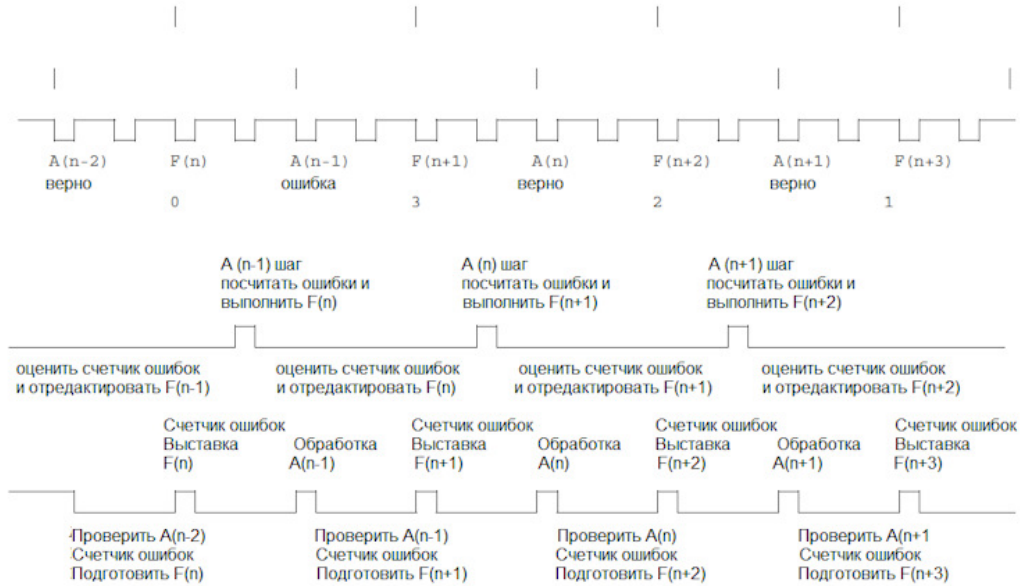 A(n-2) F(n) A(n-1) F(n+1) A(n) F(n+2) A(n+1) F(n+3)
верно ошибка верно верно
0 3 2 1
A (n-1) шаг
посчитать ошибки и
выполнить F(n)
A (n) шаг
посчитать ошибки и
выполнить F(n+1)
A (n+1) шаг
посчитать ошибки и
выполнить F(n+2)
оценить счетчик ошибок
и отредактировать F(n-1)
оценить счетчик ошибок
и отредактировать F(n)
оценить счетчик ошибок
и отредактировать F(n+1)
оценить счетчик ошибок
и отредактировать F(n+2)
Счетчик ошибок
Выставка
F(n)
Обработка
A(n-1)
Счетчик ошибок
Выставка
F(n+1)
Обработка
A(n)
Счетчик ошибок
Выставка
F(n+2)
Обработка
A(n+1)
Счетчик ошибок
Выставка
F(n+3)
Проверить A(n-2)
Счетчик ошибок
Подготовить F(n)
Проверить A(n-1)
Счетчик ошибок
Подготовить F(n+1)
Проверить A(n)
Счетчик ошибок
Подготовить F(n+2)
Проверить A(n+1
Счетчик ошибок
Подготовить F(n+3)